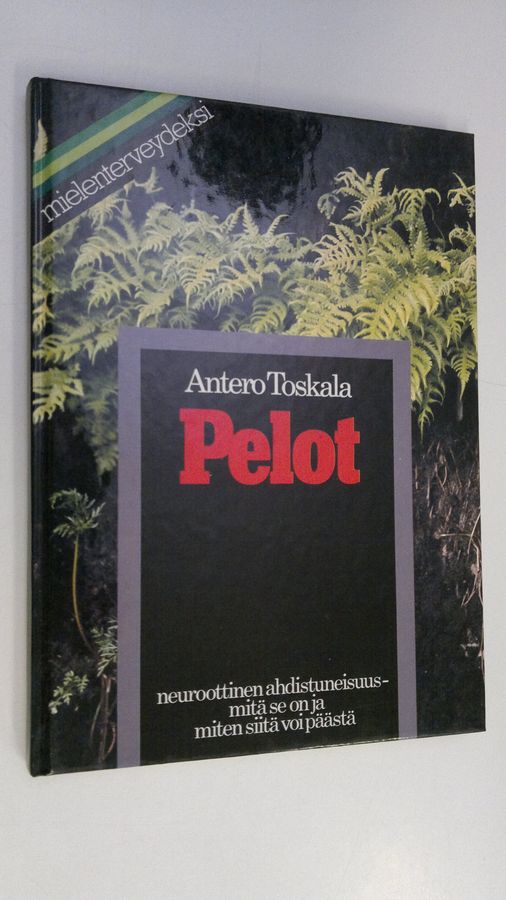 mielenterveydeksi
Antero Toskala
Pelot
neuroottinen ahdistuneisuus-
mitä se on ja
miten siitä voi päästä